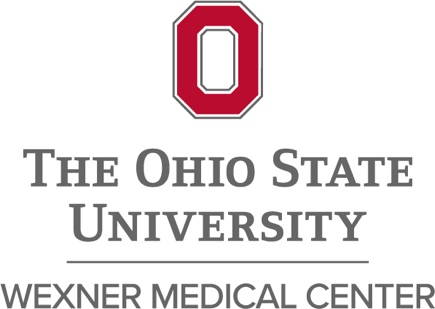 O
THE OHIO STATE
UNIVERSITY
WEXNER MEDICAL CENTER